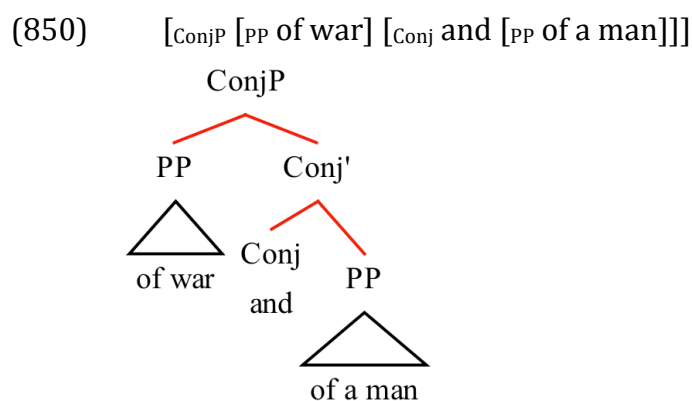 (850) [ConjP [PP of war] [Conj and [PP of a man]]]
ConjP
PP Conj'
of war Conj PP
and
of a man